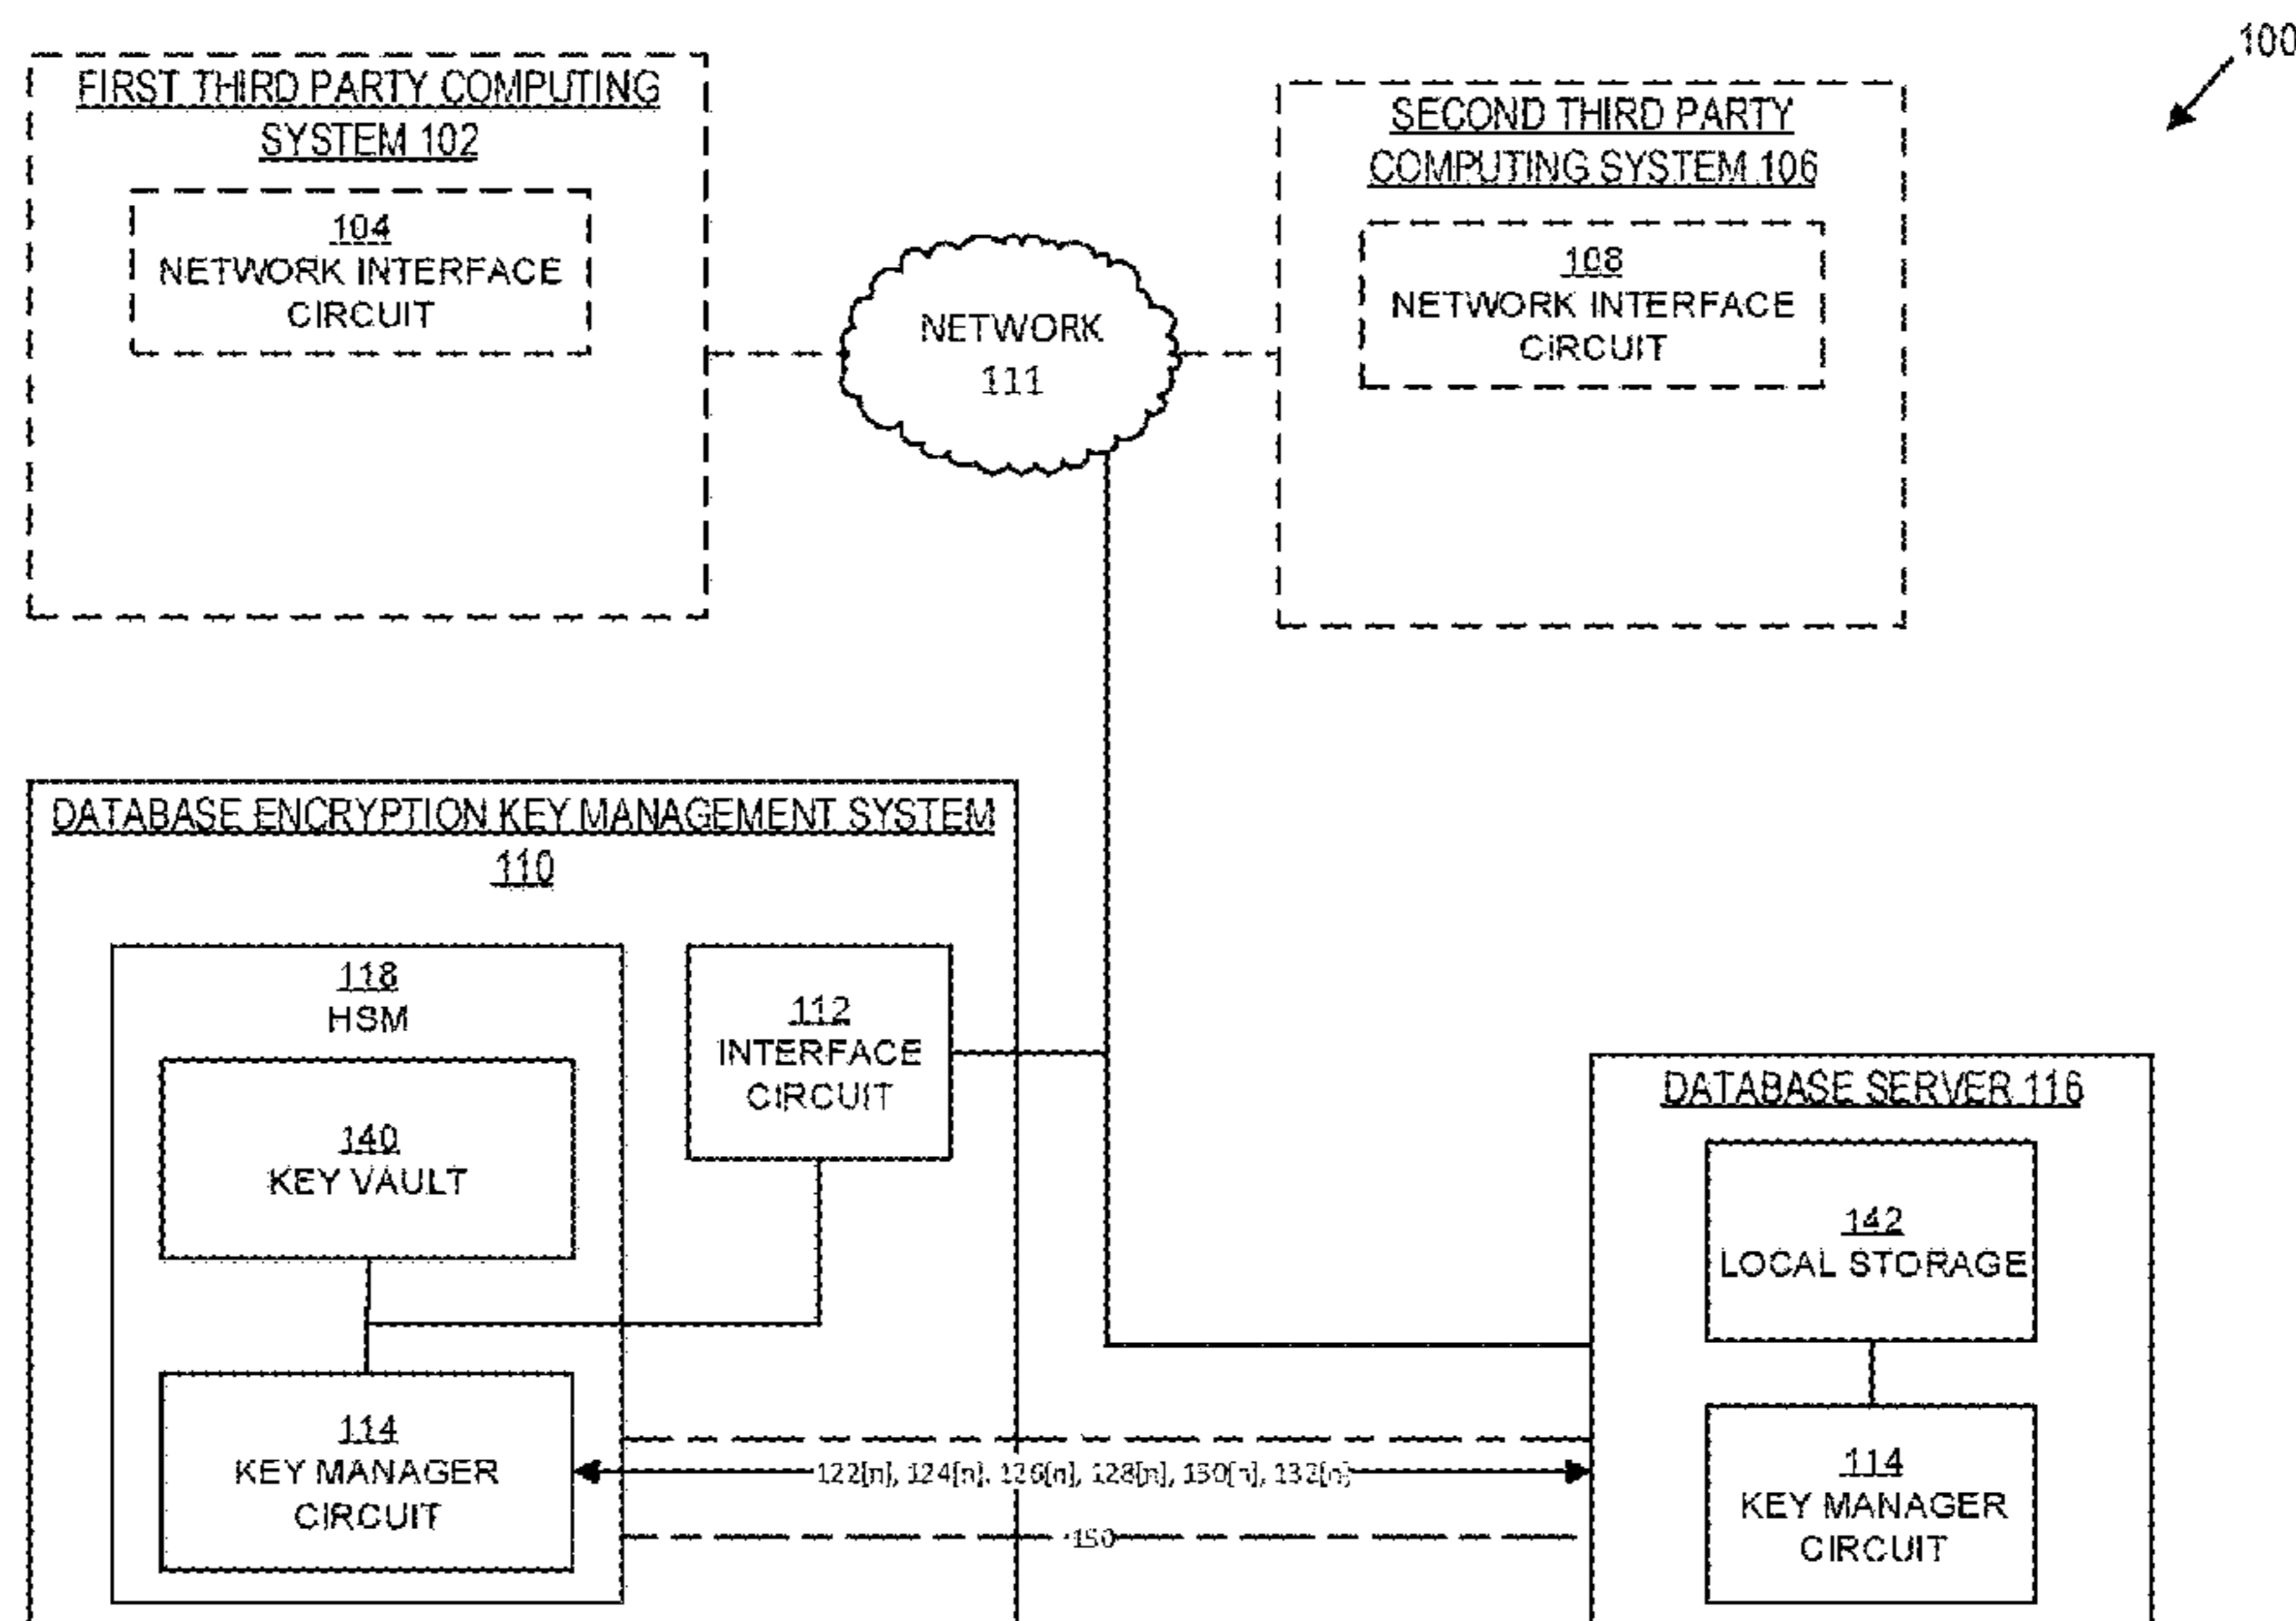 100
FIRST THIRD PARTY COMPUTING
SYSTEM 102
104
NETWORK INTERFACE
CIRCUIT
NETWORK
111
SECOND THIRD PARTY
COMPUTING SYSTEM 106
108
NETWORK INTERFACE
CIRCUIT
DATABASE ENCRYPTION KEY MANAGEMENT SYSTEM
110
118
HSM
140
KEY VAULT
112
INTERFACE
CIRCUIT
114
KEY MANAGER
CIRCUIT
122[n], 124[n], 126[n], 128[n], 130[n], 132[n]
150
DATABASE SERVER 116
142
LOCAL STORAGE
114
KEY MANAGER
CIRCUIT